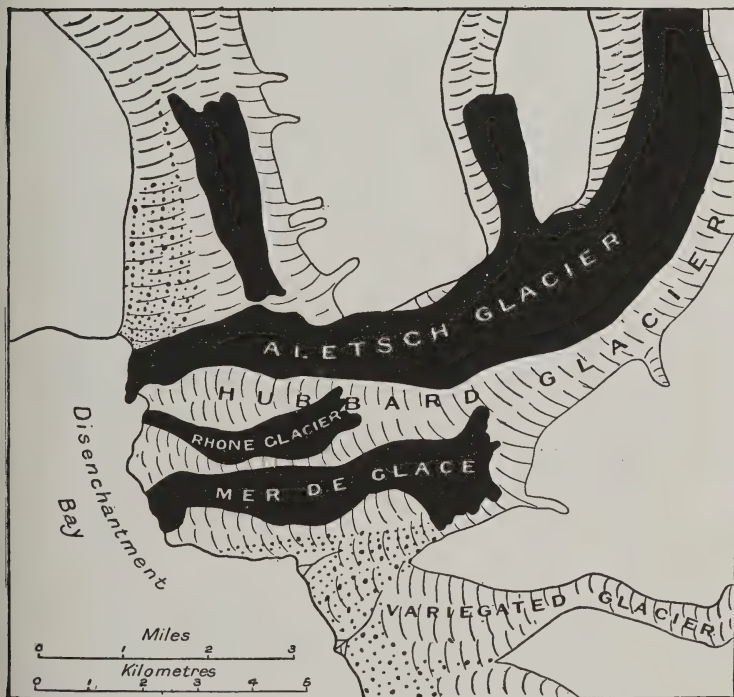 ALETSCH GLACIER
HUBBARD GLACIER
RHONE GLACIER
MER DE GLACE
Disenchantment
Bay
VARIEGATED GLACIER
Miles
0 1 2 3
Kilometres
0 1 2 3 4 5